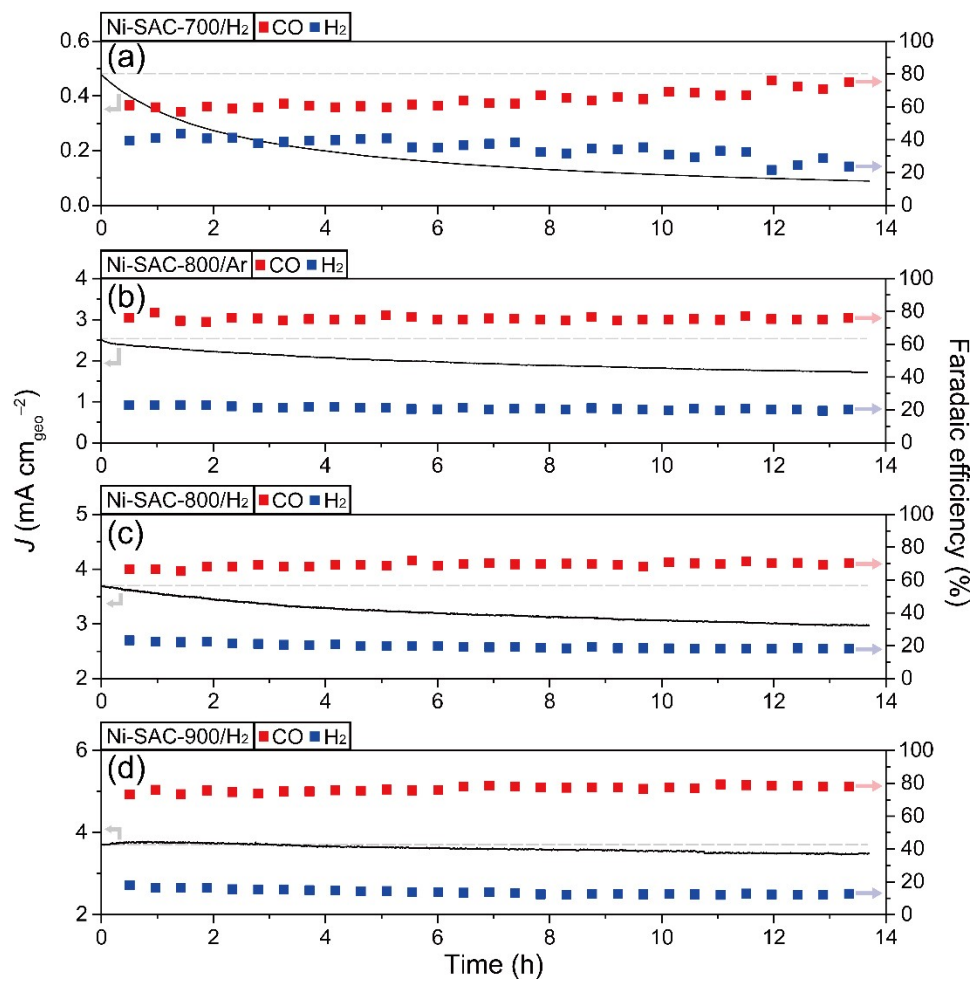 Ni-SAC-700/H₂ CO H₂
(a)
0.6
0.4
0.2
0.0
100
80
60
40
20
0
0 2 4 6 8 10 12 14
Ni-SAC-800/Ar CO H₂
(b)
4
3
2
1
0
100
80
60
40
20
0
0 2 4 6 8 10 12 14
Ni-SAC-800/H₂ CO H₂
(c)
5
4
3
2
100
80
60
40
20
0
0 2 4 6 8 10 12 14
Ni-SAC-900/H₂ CO H₂
(d)
6
4
2
100
80
60
40
20
0
0 2 4 6 8 10 12 14
J (mA cm_geo⁻²)
Faradaic efficiency (%)
Time (h)